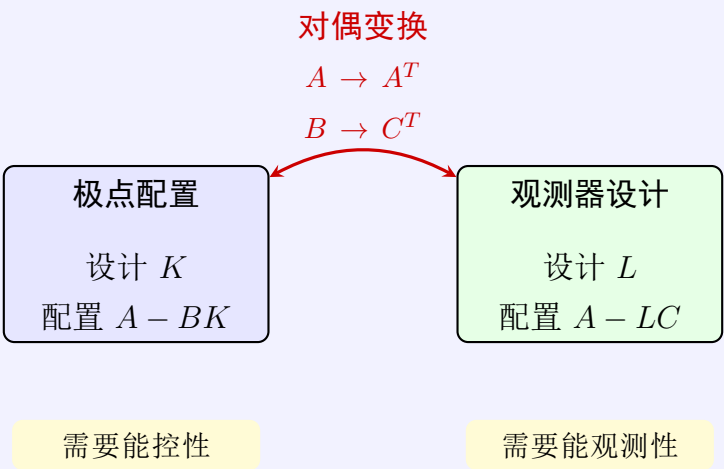 对偶变换
A → A^T
B → C^T
极点配置
设计 K
配置 A − BK
观测器设计
设计 L
配置 A − LC
需要能控性
需要能观测性